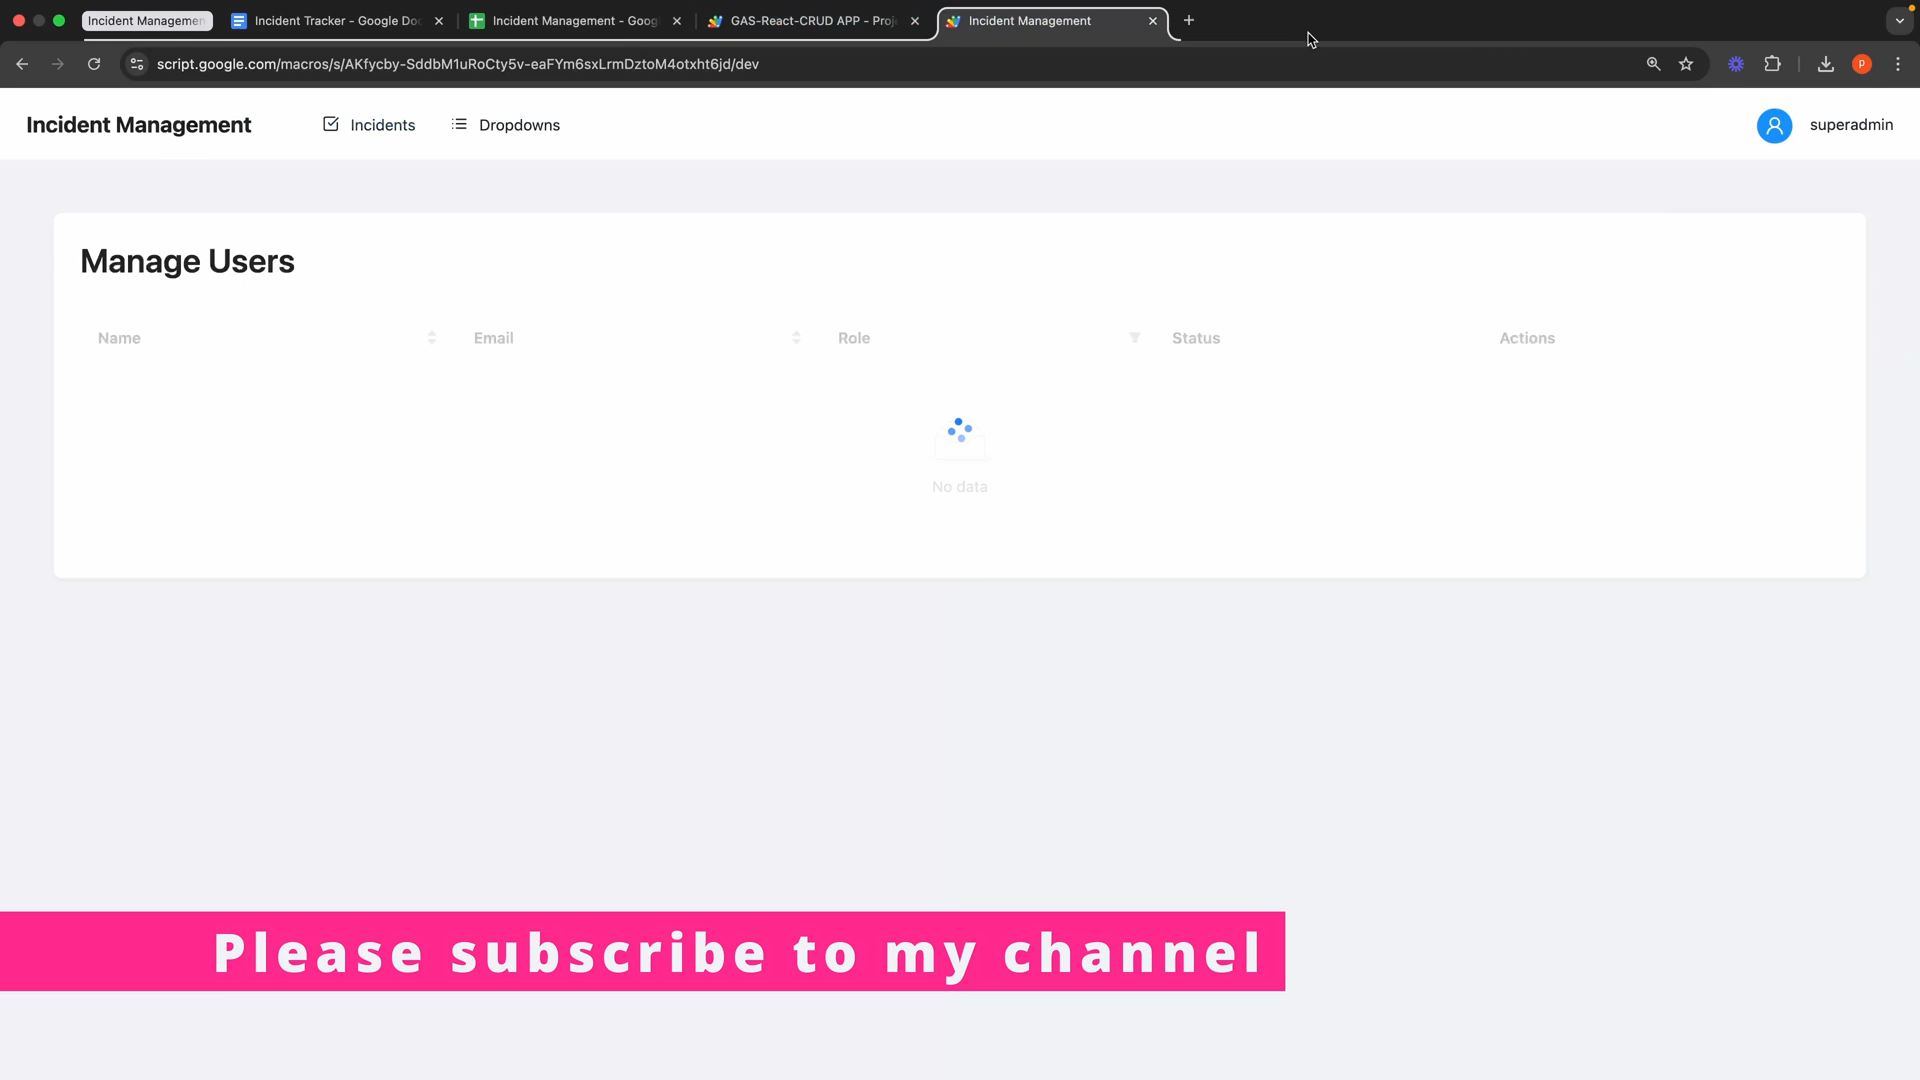 Incident Managemen
Incident Tracker - Google Doc
Incident Management - Goog
GAS-React-CRUD APP - Proj
Incident Management
script.google.com/macros/s/AKfycby-SddbM1uRoCty5v-eaFYm6sxLrmDztoM4otxht6jd/dev
P
Incident Management
Incidents
Dropdowns
superadmin
Manage Users
Name
Email
Role
Status
Actions
No data
Please subscribe to my channel